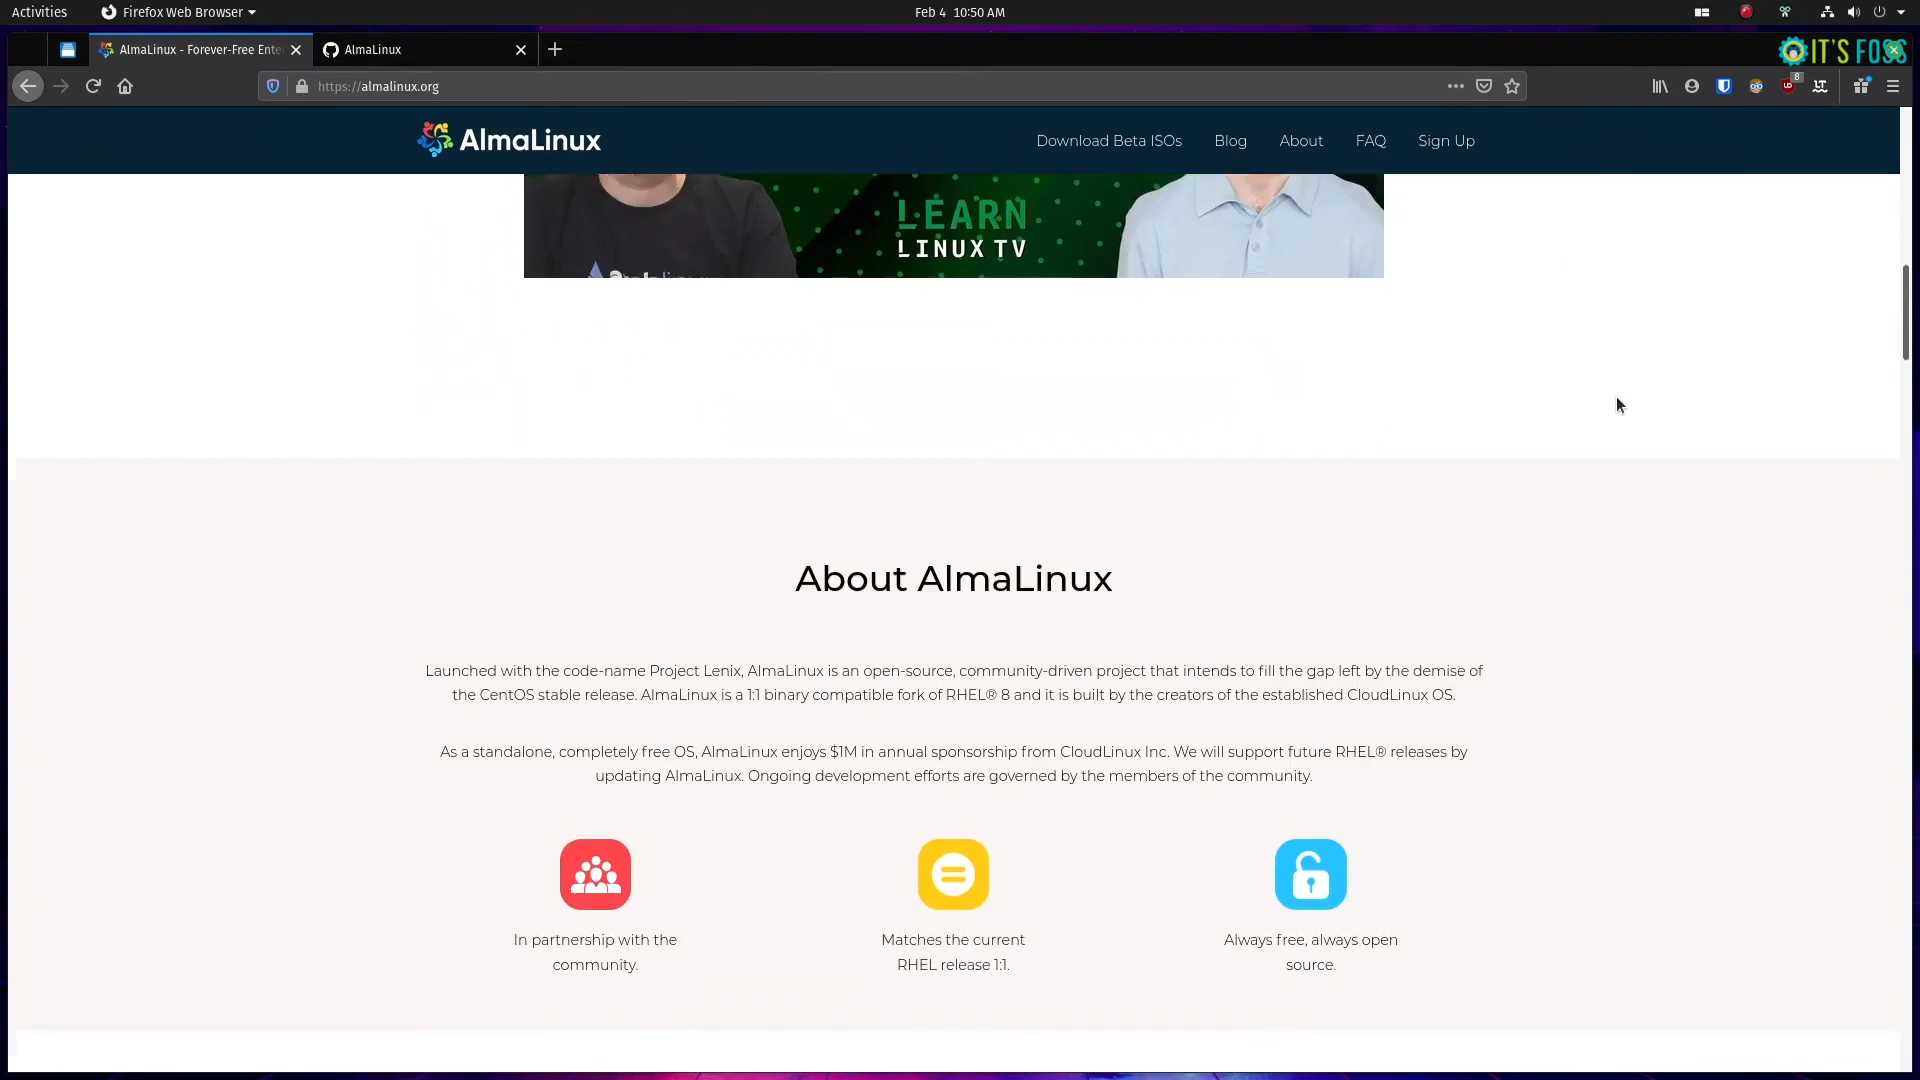 Activities
Firefox Web Browser
Feb 4 10:50 AM
AlmaLinux - Forever-Free Ente
AlmaLinux
IT'S FOSS
https://almalinux.org
8
AlmaLinux
Download Beta ISOs
Blog
About
FAQ
Sign Up
LEARN
LINUX TV
About AlmaLinux
Launched with the code-name Project Lenix, AlmaLinux is an open-source, community-driven project that intends to fill the gap left by the demise of
the CentOS stable release. AlmaLinux is a 1:1 binary compatible fork of RHEL® 8 and it is built by the creators of the established CloudLinux OS.
As a standalone, completely free OS, AlmaLinux enjoys $1M in annual sponsorship from CloudLinux Inc. We will support future RHEL® releases by
updating AlmaLinux. Ongoing development efforts are governed by the members of the community.
In partnership with the
community.
Matches the current
RHEL release 1:1.
Always free, always open
source.